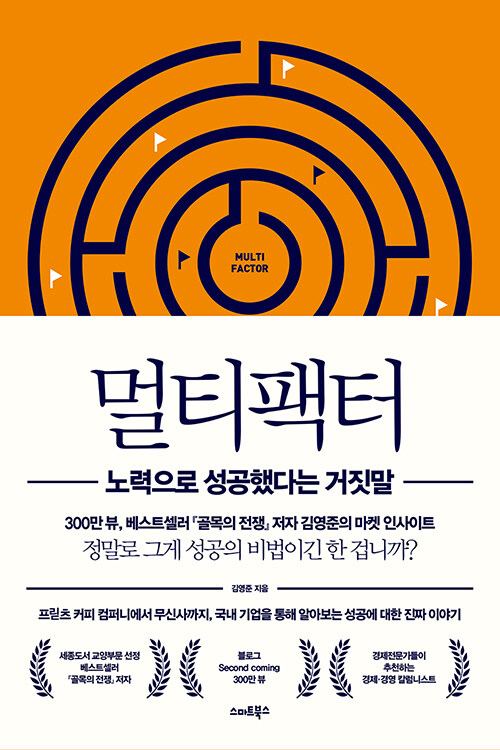 MULTI
FACTOR
멀티팩터
노력으로 성공했다는 거짓말
300만 뷰, 베스트셀러 『골목의 전쟁』 저자 김영준의 마켓 인사이트
정말로 그게 성공의 비법이긴 한 겁니까?
김영준 지음
프릳츠 커피 컴퍼니에서 무신사까지, 국내 기업을 통해 알아보는 성공에 대한 진짜 이야기
세종도서 교양부문 선정
베스트셀러
『골목의 전쟁』 저자
블로그
Second coming
300만 뷰
경제전문가들이
추천하는
경제·경영 칼럼니스트
스마트북스